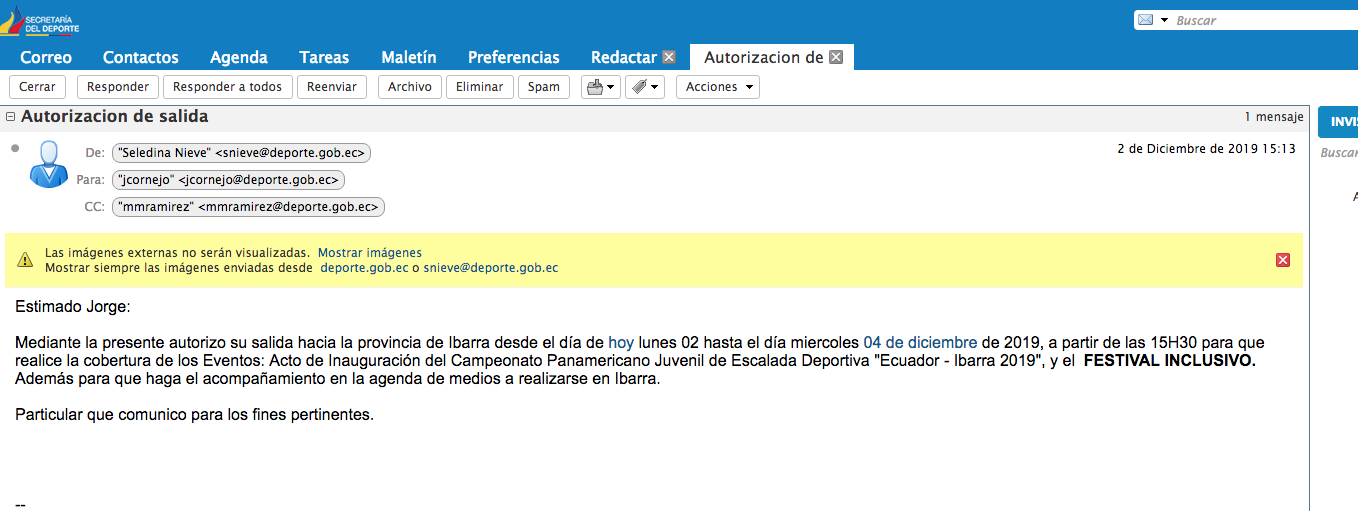 SECRETARÍA
DEL DEPORTE
Buscar
Correo Contactos Agenda Tareas Maletín Preferencias Redactar Autorizacion de
Cerrar Responder Responder a todos Reenviar Archivo Eliminar Spam Acciones
Autorizacion de salida 1 mensaje
INVIS
De: "Seledina Nieve" <snieve@deporte.gob.ec> 2 de Diciembre de 2019 15:13
Buscar
Para: "jcornejo" <jcornejo@deporte.gob.ec>
CC: "mmramirez" <mmramirez@deporte.gob.ec>
Las imágenes externas no serán visualizadas. Mostrar imágenes
Mostrar siempre las imágenes enviadas desde deporte.gob.ec o snieve@deporte.gob.ec
Estimado Jorge:
Mediante la presente autorizo su salida hacia la provincia de Ibarra desde el día de hoy lunes 02 hasta el día miercoles 04 de diciembre de 2019, a partir de las 15H30 para que
realice la cobertura de los Eventos: Acto de Inauguración del Campeonato Panamericano Juvenil de Escalada Deportiva "Ecuador - Ibarra 2019", y el FESTIVAL INCLUSIVO.
Además para que haga el acompañamiento en la agenda de medios a realizarse en Ibarra.
Particular que comunico para los fines pertinentes.
--